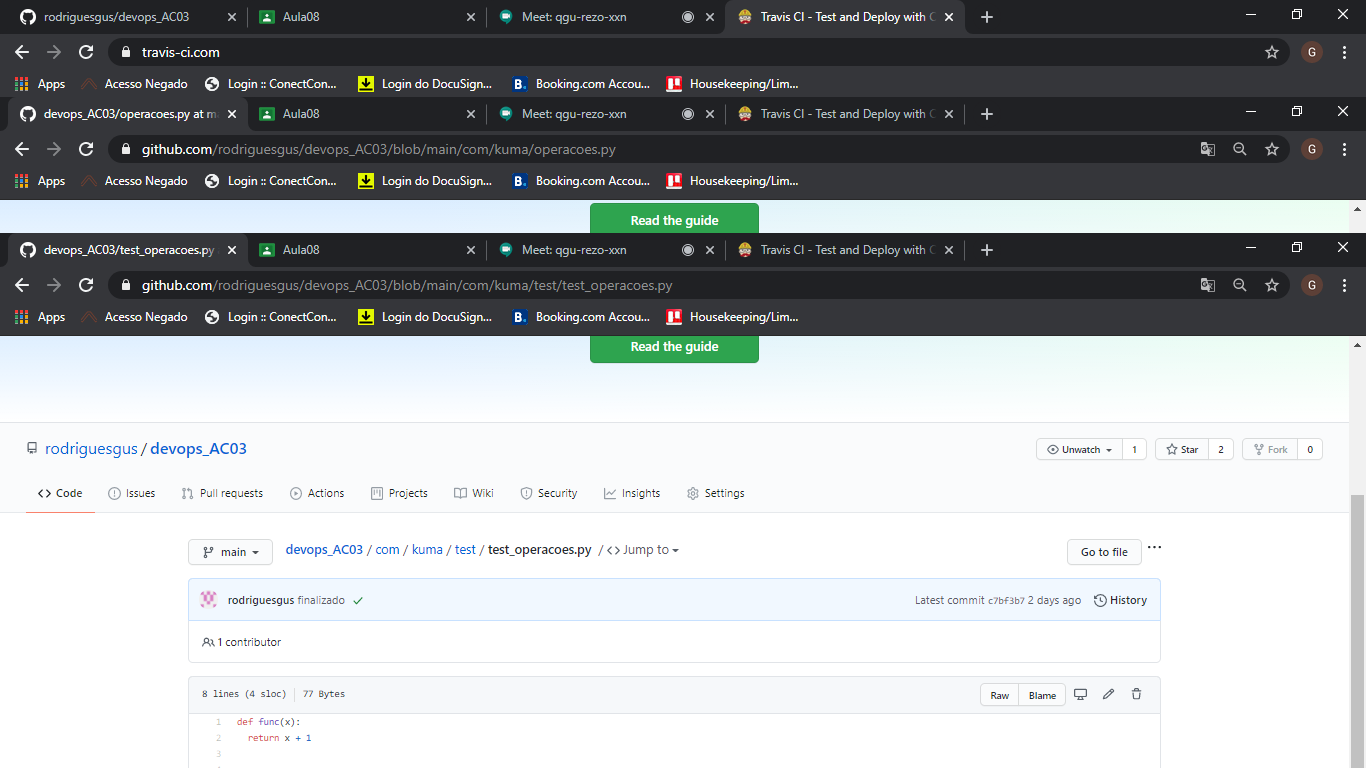 rodriguesgus/devops_AC03 Aula08 Meet: qgu-rezo-xxn Travis CI - Test and Deploy with C
travis-ci.com G
Apps Acesso Negado Login :: ConectCon... Login do DocuSign... B. Booking.com Accou... Housekeeping/Lim...
devops_AC03/operacoes.py at m Aula08 Meet: qgu-rezo-xxn Travis CI - Test and Deploy with C
github.com/rodriguesgus/devops_AC03/blob/main/com/kuma/operacoes.py G
Apps Acesso Negado Login :: ConectCon... Login do DocuSign... B. Booking.com Accou... Housekeeping/Lim...
Read the guide
devops_AC03/test_operacoes.py Aula08 Meet: qgu-rezo-xxn Travis CI - Test and Deploy with C
github.com/rodriguesgus/devops_AC03/blob/main/com/kuma/test/test_operacoes.py G
Apps Acesso Negado Login :: ConectCon... Login do DocuSign... B. Booking.com Accou... Housekeeping/Lim...
Read the guide
rodriguesgus / devops_AC03 Unwatch 1 Star 2 Fork 0
Code Issues Pull requests Actions Projects Wiki Security Insights Settings
main devops_AC03 / com / kuma / test / test_operacoes.py / <> Jump to Go to file ...
rodriguesgus finalizado Latest commit c7bf3b7 2 days ago History
1 contributor
8 lines (4 sloc) 77 Bytes Raw Blame
1 def func(x):
2 return x + 1
3